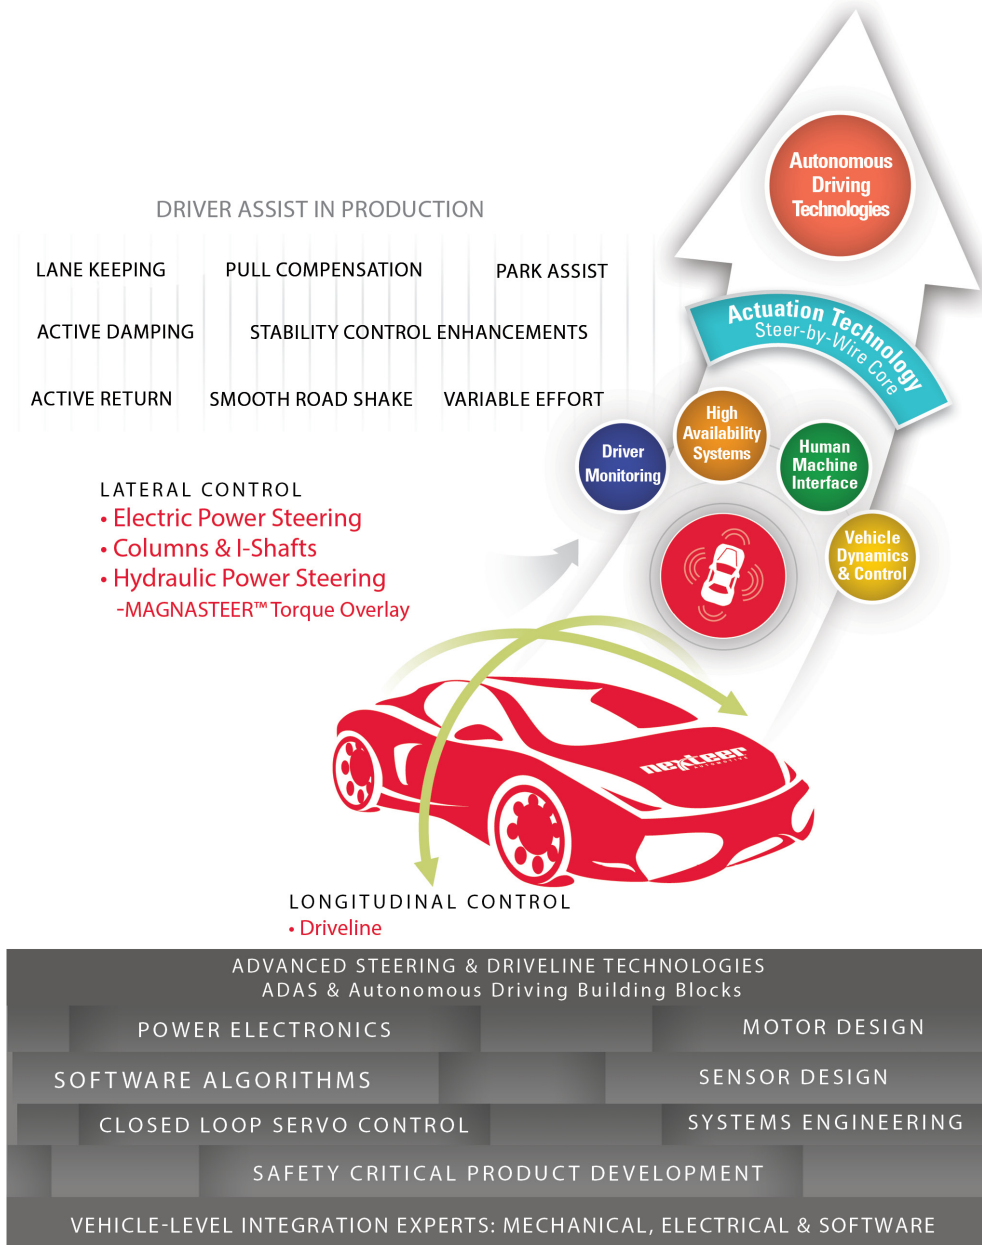 Autonomous
Driving
Technologies
DRIVER ASSIST IN PRODUCTION
LANE KEEPING PULL COMPENSATION PARK ASSIST
ACTIVE DAMPING STABILITY CONTROL ENHANCEMENTS
ACTIVE RETURN SMOOTH ROAD SHAKE VARIABLE EFFORT
Actuation Technology
Steer-by-Wire Core
Driver
Monitoring
High
Availability
Systems
Human
Machine
Interface
Vehicle
Dynamics
& Control
LATERAL CONTROL
• Electric Power Steering
• Columns & I-Shafts
• Hydraulic Power Steering
-MAGNASTEER™ Torque Overlay
nexteer
AUTOMOTIVE
LONGITUDINAL CONTROL
• Driveline
ADVANCED STEERING & DRIVELINE TECHNOLOGIES
ADAS & Autonomous Driving Building Blocks
POWER ELECTRONICS MOTOR DESIGN
SOFTWARE ALGORITHMS SENSOR DESIGN
CLOSED LOOP SERVO CONTROL SYSTEMS ENGINEERING
SAFETY CRITICAL PRODUCT DEVELOPMENT
VEHICLE-LEVEL INTEGRATION EXPERTS: MECHANICAL, ELECTRICAL & SOFTWARE